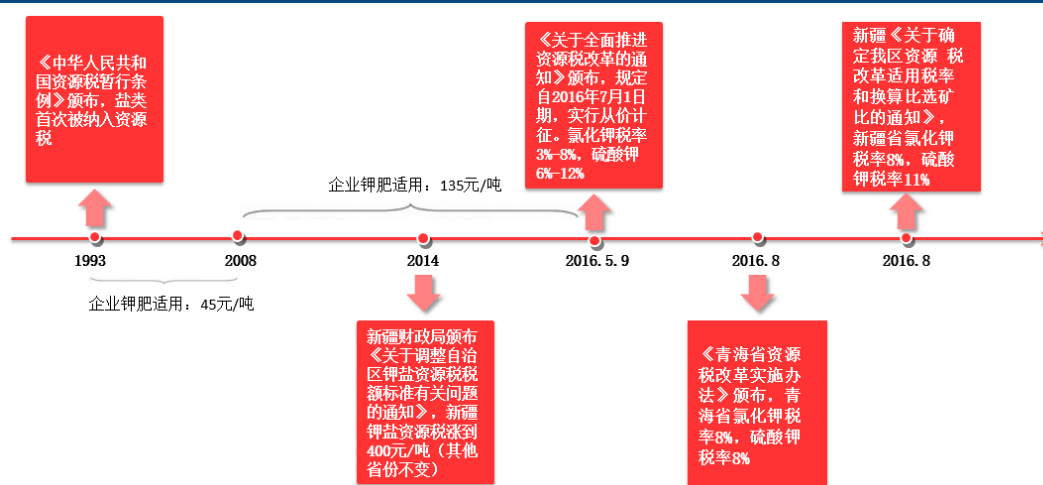 《中华人民共和
国资源税暂行条
例》颁布，盐类
首次被纳入资源
税
《关于全面推进
资源税改革的通
知》颁布，规定
自2016年7月1日
期，实行从价计
征。氯化钾税率
3%-8%，硫酸钾
6%-12%
新疆《关于确
定我区资源 税
改革适用税率
和换算比选矿
比的通知》，
新疆省氯化钾
税率8%，硫酸
钾税率11%
企业钾肥适用：135元/吨
1993
2008
2014
2016.5.9
2016.8
2016.8
企业钾肥适用：45元/吨
新疆财政局颁布
《关于调整自治
区钾盐资源税税
额标准有关问题
的通知》，新疆
钾盐资源税涨到
400元/吨（其他
省份不变）
《青海省资源
税改革实施办
法》颁布，青
海省氯化钾税
率8%，硫酸钾
税率8%